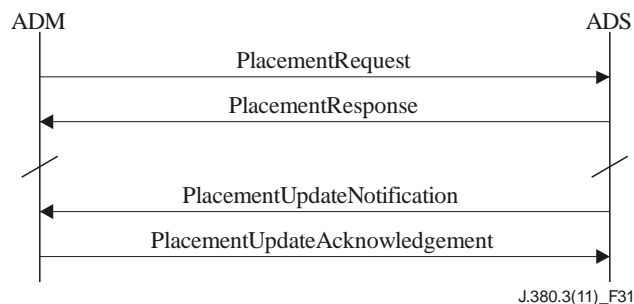 ADM ADS
PlacementRequest
PlacementResponse
PlacementUpdateNotification
PlacementUpdateAcknowledgement
J.380.3(11)_F31